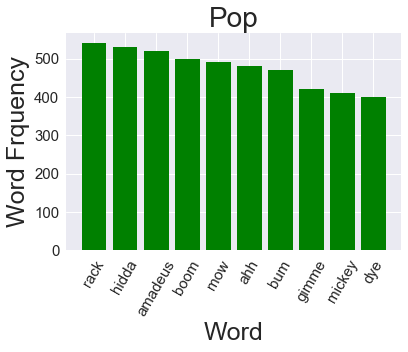 Pop
Word Frquency
500
400
300
200
100
0
rack
hidda
amadeus
boom
mow
ahh
bum
gimme
mickey
dye
Word